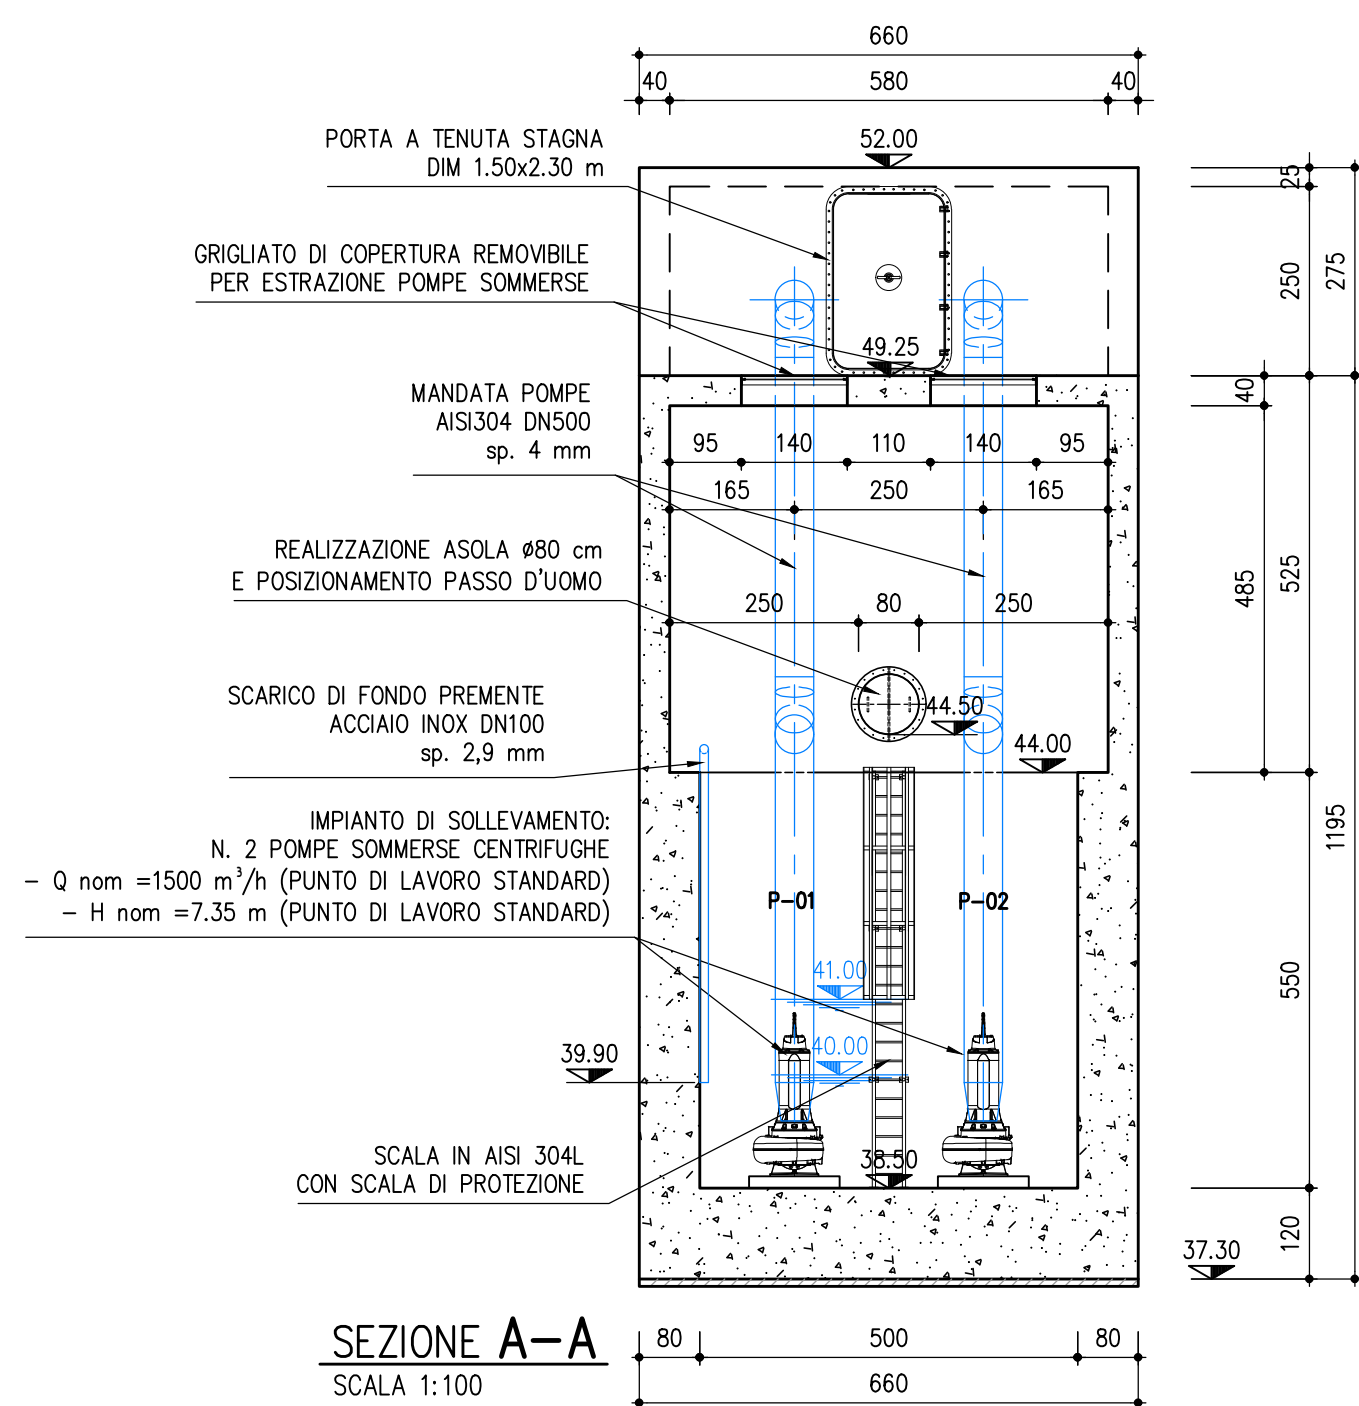 660
40 580 40
PORTA A TENUTA STAGNA
DIM 1.50x2.30 m
52.00
25
GRIGLIATO DI COPERTURA REMOVIBILE
PER ESTRAZIONE POMPE SOMMERSE
250
275
49.25
MANDATA POMPE
AISI304 DN500
sp. 4 mm
40
95 140 110 140 95
165 250 165
REALIZZAZIONE ASOLA ø80 cm
E POSIZIONAMENTO PASSO D'UOMO
485
525
250 80 250
SCARICO DI FONDO PREMENTE
ACCIAIO INOX DN100
sp. 2,9 mm
44.50
44.00
IMPIANTO DI SOLLEVAMENTO:
N. 2 POMPE SOMMERSE CENTRIFUGHE
– Q nom =1500 m³/h (PUNTO DI LAVORO STANDARD)
– H nom =7.35 m (PUNTO DI LAVORO STANDARD)
1195
P-01
P-02
550
41.00
40.00
39.90
SCALA IN AISI 304L
CON SCALA DI PROTEZIONE
38.50
120
37.30
SEZIONE A-A
SCALA 1:100
80 500 80
660